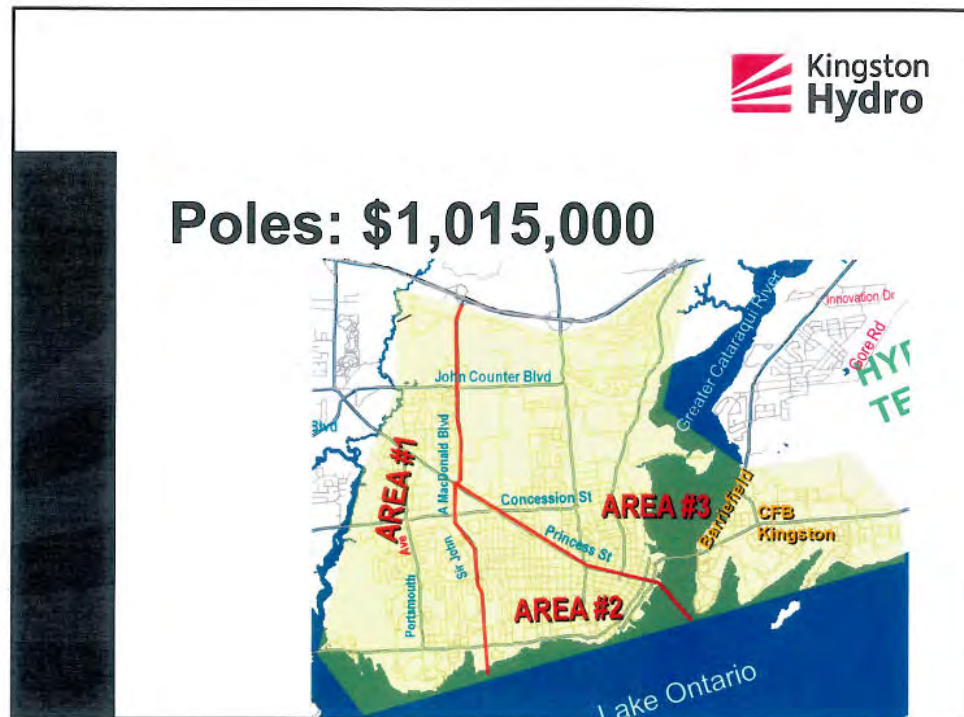 Kingston
Hydro
Poles: $1,015,000
Innovation Dr
Gore Rd
Greater Cataraqui River
HY
TE
John Counter Blvd
Blvd
AREA #1
A MacDonald Blvd
Concession St
AREA #3
Barriefield
CFB
Kingston
Ave
Princess St
Sir John
Portsmouth
AREA #2
Lake Ontario